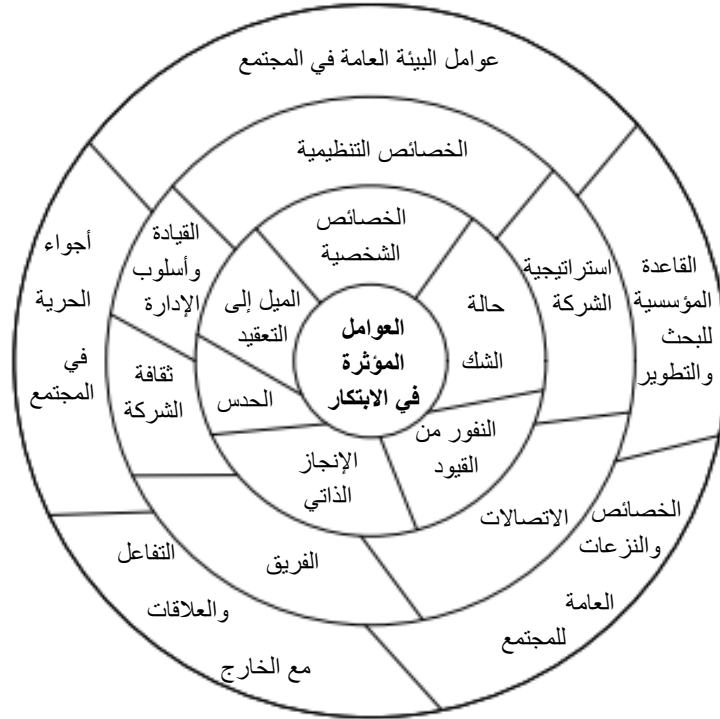 عوامل البيئة العامة في المجتمع
الخصائص التنظيمية
الخصائص
الشخصية
القيادة
وأسلوب
الإدارة
استراتيجية
الشركة
القاعدة
المؤسسية
للبحث
والتطوير
أجواء
الحرية
في
المجتمع
الميل إلى
التعقيد
حالة
الشك
العوامل
المؤثرة
في الابتكار
ثقافة
الشركة
الحدس
النفور من
القيود
الإنجاز
الذاتي
الاتصالات
الخصائص
والنزعات
العامة
للمجتمع
الفريق
التفاعل
والعلاقات
مع الخارج